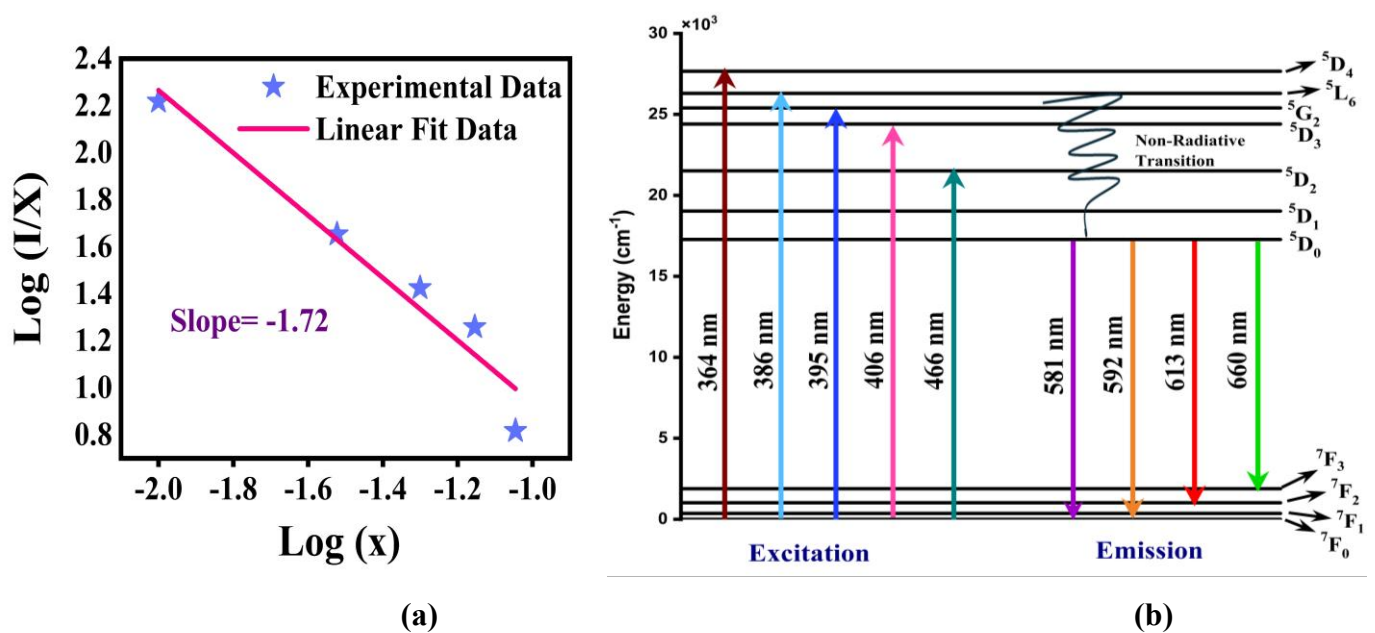 2.4
2.2
2.0
1.8
1.6
1.4
1.2
1.0
0.8
Log (I/X)
Experimental Data
Linear Fit Data
Slope= -1.72
-2.0 -1.8 -1.6 -1.4 -1.2 -1.0
Log (x)
(a)
×10³
30
25
20
15
10
5
0
Energy (cm⁻¹)
364 nm
386 nm
395 nm
406 nm
466 nm
581 nm
592 nm
613 nm
660 nm
Non-Radiative
Transition
⁵D₄
⁵L₆
⁵G₂
⁵D₃
⁵D₂
⁵D₁
⁵D₀
⁷F₃
⁷F₂
⁷F₁
⁷F₀
Excitation
Emission
(b)